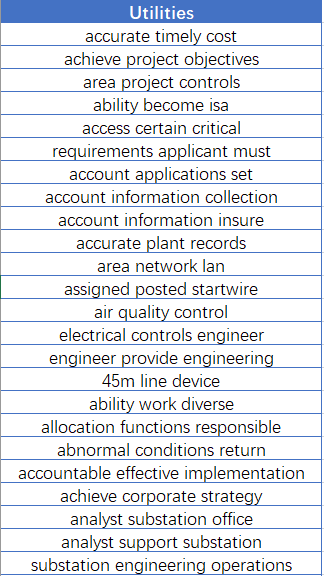 Utilities
accurate timely cost
achieve project objectives
area project controls
ability become isa
access certain critical
requirements applicant must
account applications set
account information collection
account information insure
accurate plant records
area network lan
assigned posted startwire
air quality control
electrical controls engineer
engineer provide engineering
45m line device
ability work diverse
allocation functions responsible
abnormal conditions return
accountable effective implementation
achieve corporate strategy
analyst substation office
analyst support substation
substation engineering operations